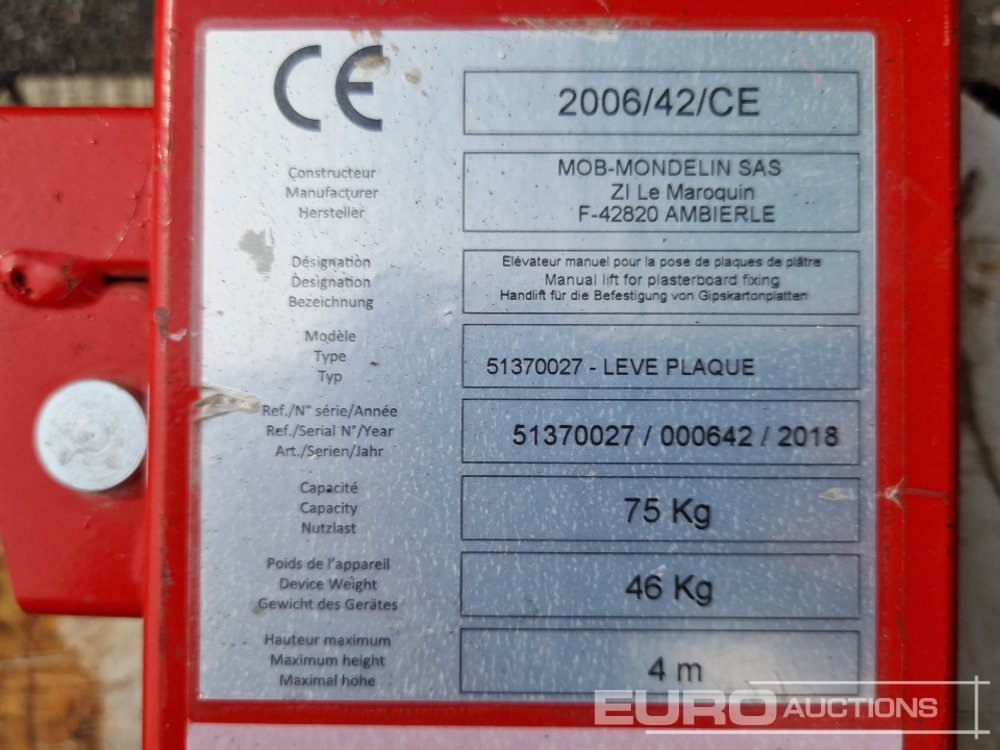 CE
2006/42/CE
Constructeur
Manufacturer
Hersteller
MOB-MONDELIN SAS
ZI Le Maroquin
F-42820 AMBIERLE
Désignation
Designation
Bezeichnung
Elévateur manuel pour la pose de plaques de plâtre
Manual lift for plasterboard fixing
Handlift für die Befestigung von Gipskartonplatten
Modèle
Type
Typ
51370027 - LEVE PLAQUE
Ref./N° série/Année
Ref./Serial N°/Year
Art./Serien/Jahr
51370027 / 000642 / 2018
Capacité
Capacity
Nutzlast
75 Kg
Poids de l'appareil
Device Weight
Gewicht des Gerätes
46 Kg
Hauteur maximum
Maximum height
Maximal höhe
4 m
EURO AUCTIONS